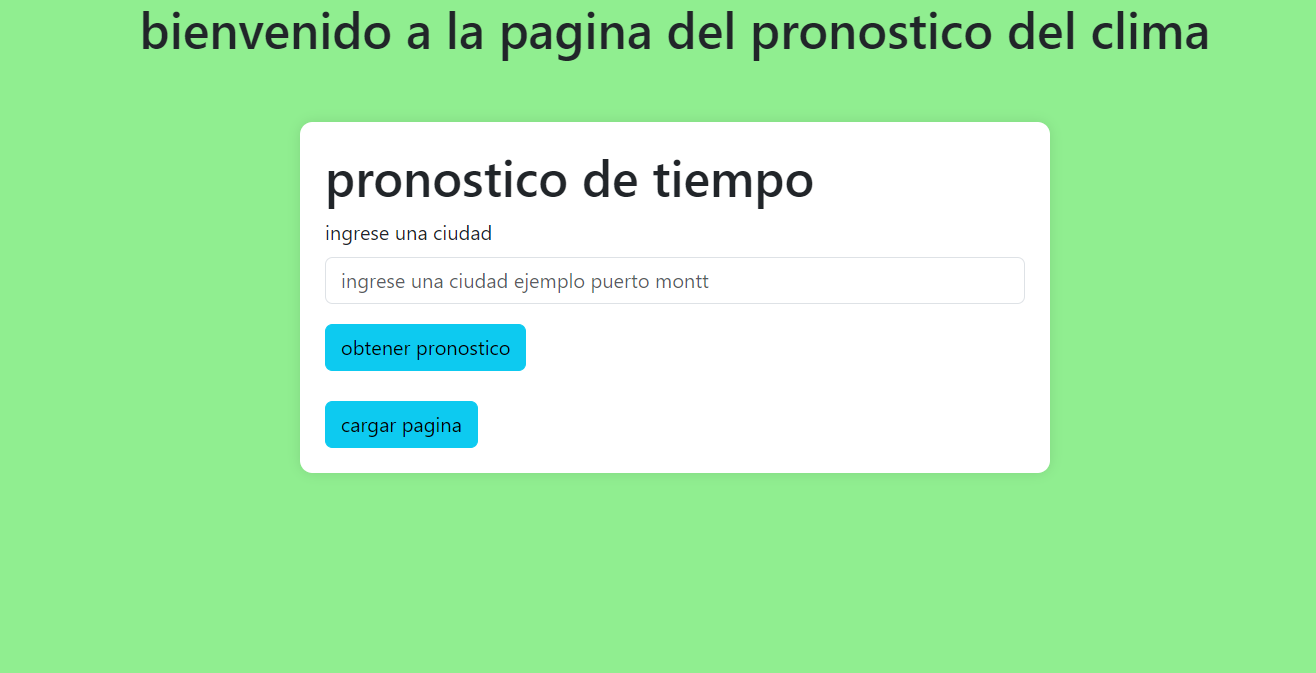 bienvenido a la pagina del pronostico del clima
pronostico de tiempo
ingrese una ciudad
ingrese una ciudad ejemplo puerto montt
obtener pronostico
cargar pagina